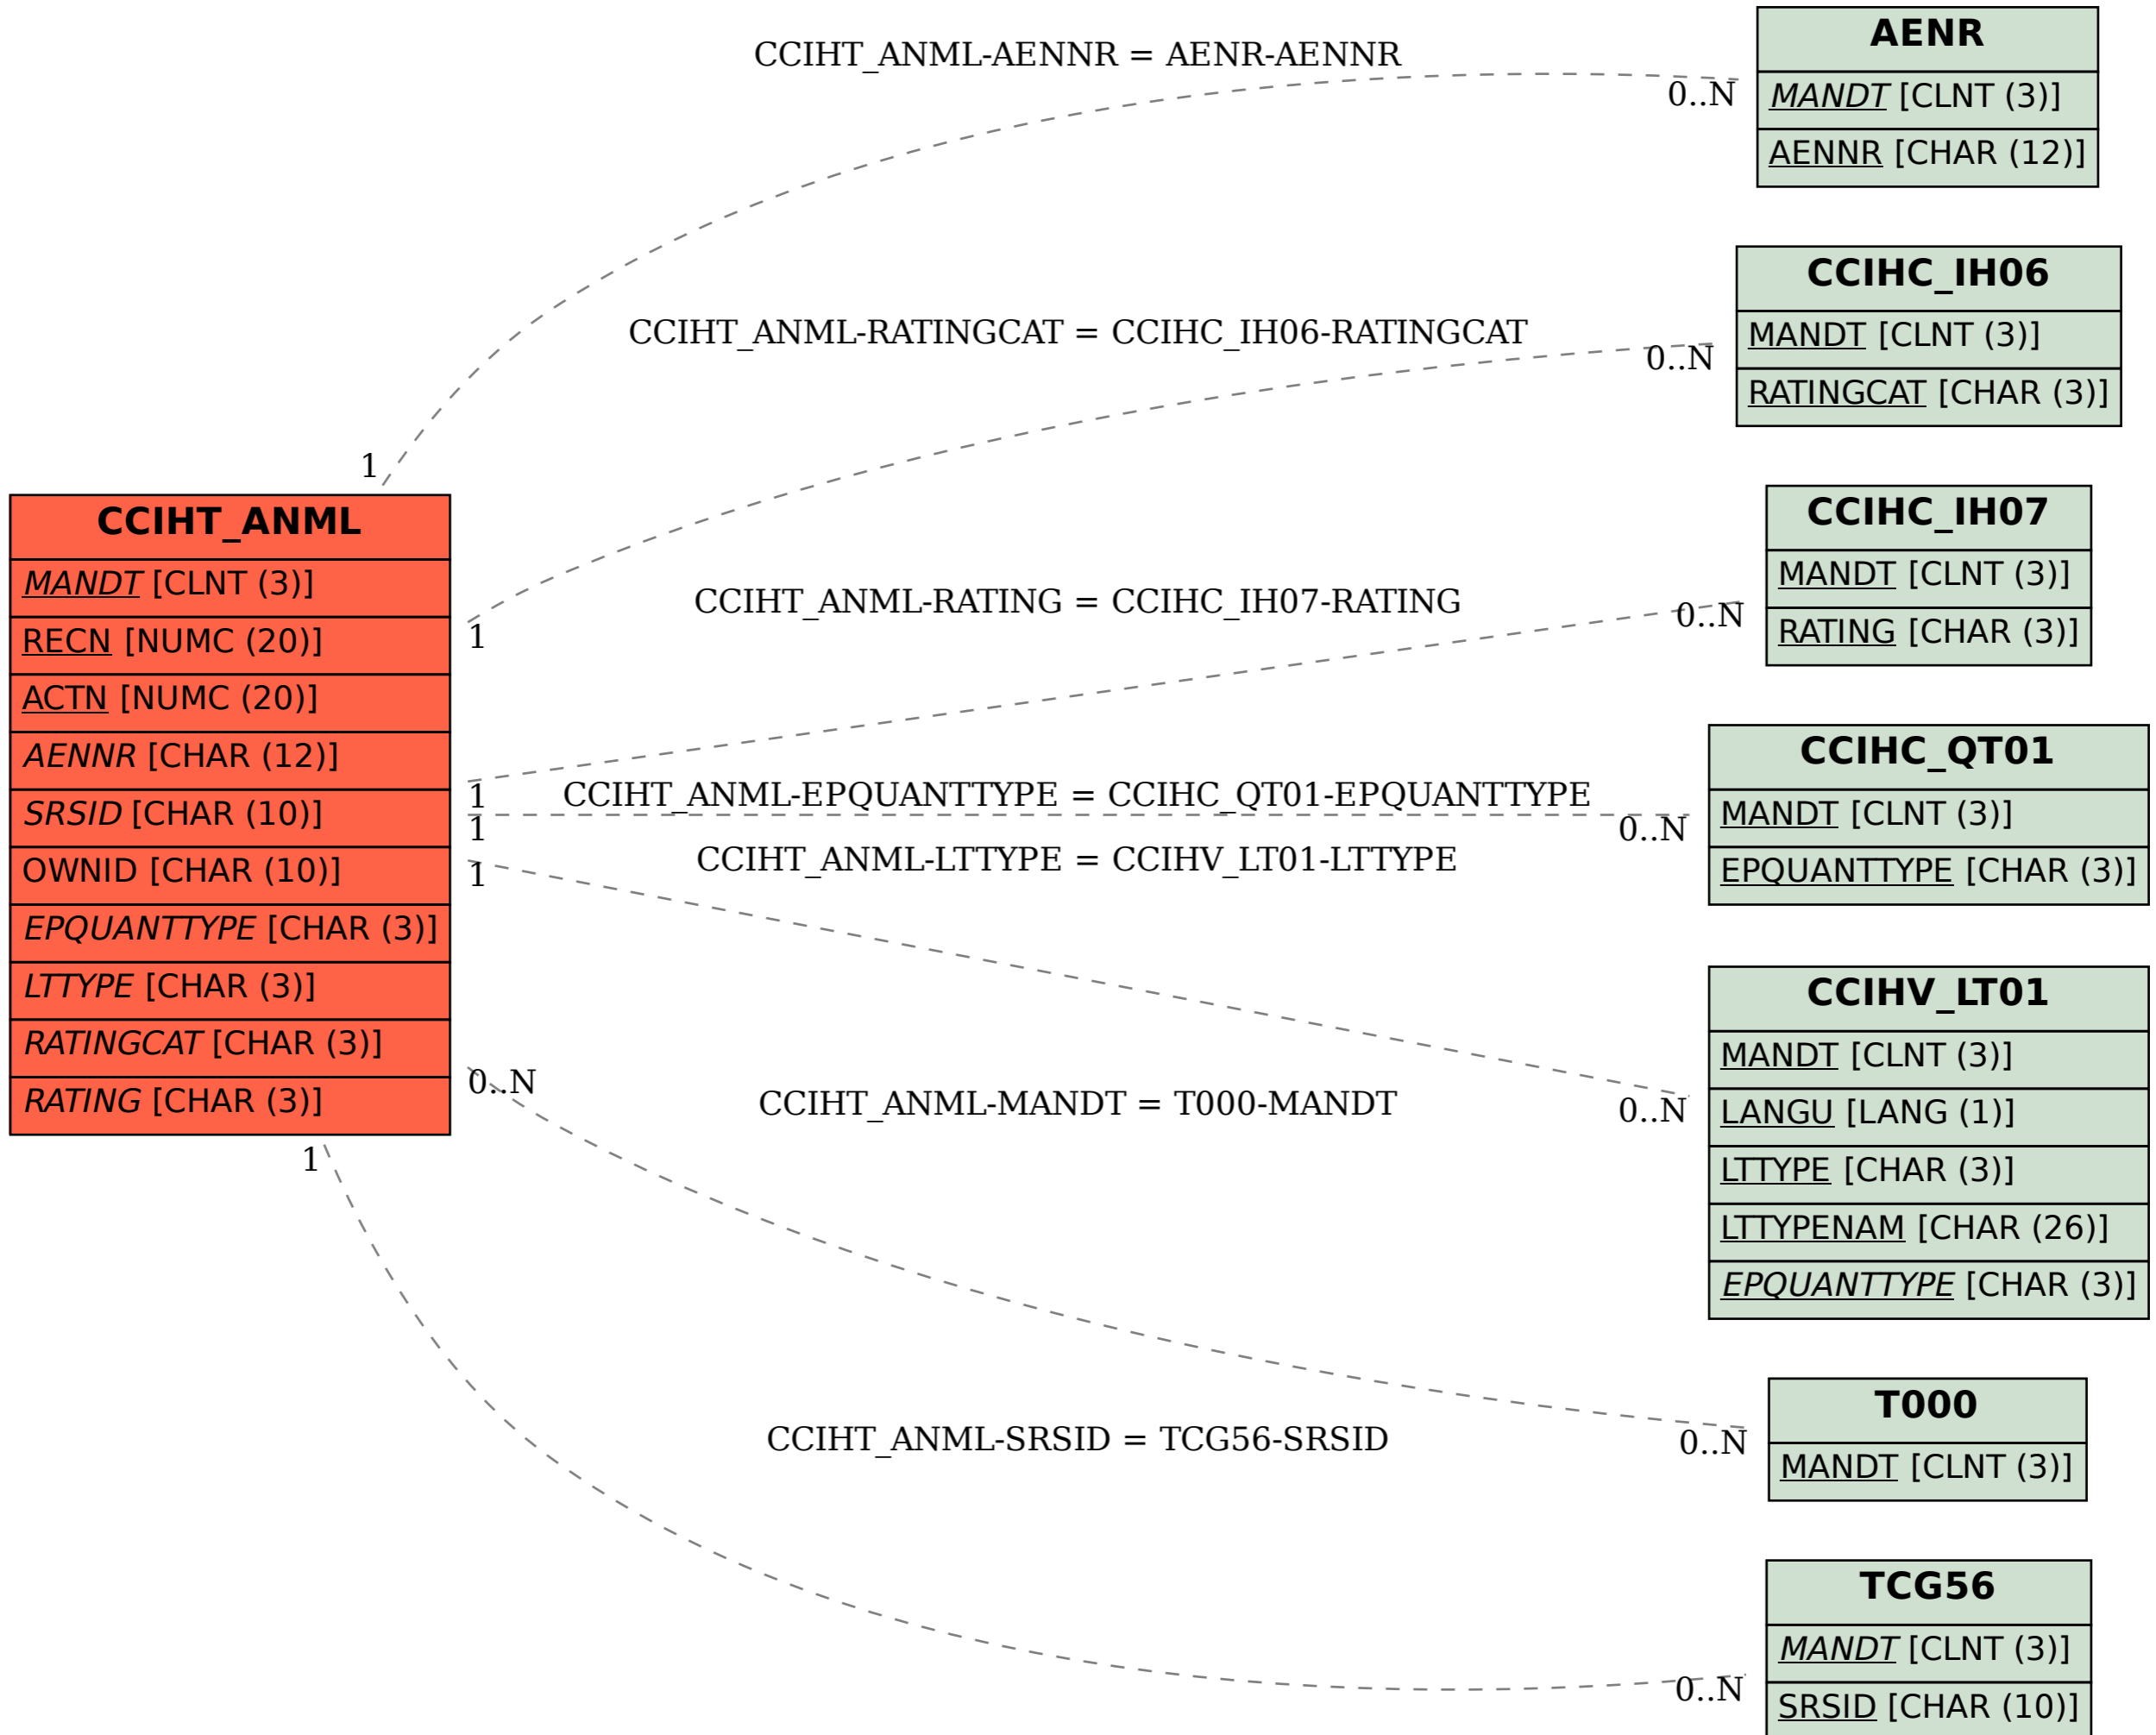 CCIHT_ANML-AENNR = AENR-AENNR
1
0..N
AENR
MANDT [CLNT (3)]
AENNR [CHAR (12)]
CCIHT_ANML-RATINGCAT = CCIHC_IH06-RATINGCAT
1
0..N
CCIHC_IH06
MANDT [CLNT (3)]
RATINGCAT [CHAR (3)]
CCIHT_ANML
MANDT [CLNT (3)]
RECN [NUMC (20)]
ACTN [NUMC (20)]
AENNR [CHAR (12)]
SRSID [CHAR (10)]
OWNID [CHAR (10)]
EPQUANTTYPE [CHAR (3)]
LTTYPE [CHAR (3)]
RATINGCAT [CHAR (3)]
RATING [CHAR (3)]
CCIHT_ANML-RATING = CCIHC_IH07-RATING
1
0..N
CCIHC_IH07
MANDT [CLNT (3)]
RATING [CHAR (3)]
CCIHT_ANML-EPQUANTTYPE = CCIHC_QT01-EPQUANTTYPE
1
0..N
CCIHC_QT01
MANDT [CLNT (3)]
EPQUANTTYPE [CHAR (3)]
CCIHT_ANML-LTTYPE = CCIHV_LT01-LTTYPE
1
0..N
CCIHV_LT01
MANDT [CLNT (3)]
LANGU [LANG (1)]
LTTYPE [CHAR (3)]
LTTYPENAM [CHAR (26)]
EPQUANTTYPE [CHAR (3)]
CCIHT_ANML-MANDT = T000-MANDT
0..N
0..N
T000
MANDT [CLNT (3)]
CCIHT_ANML-SRSID = TCG56-SRSID
1
0..N
TCG56
MANDT [CLNT (3)]
SRSID [CHAR (10)]